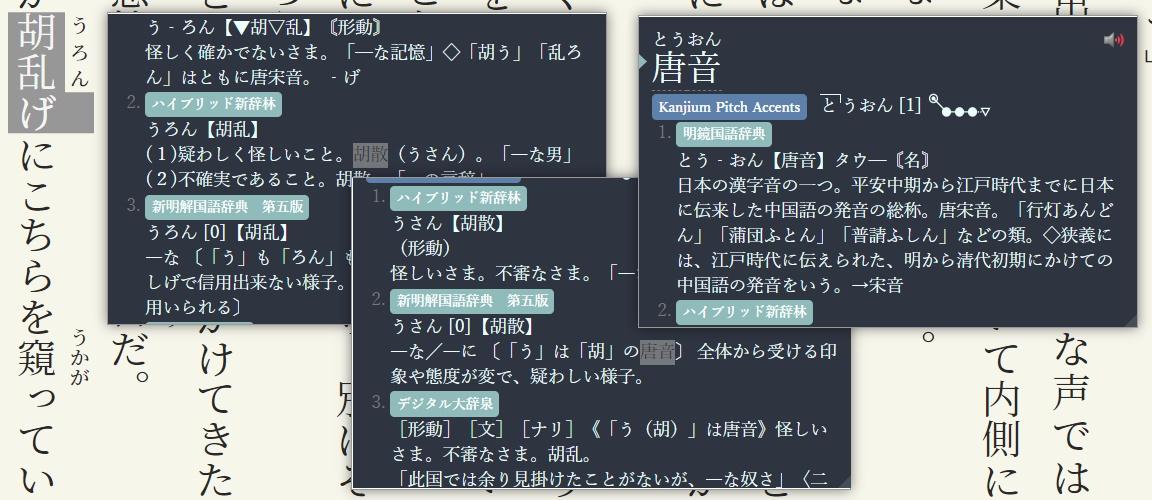 胡乱げにこちらを窺ってい
うろん
うかが
だ。
かけてきた
て内側に
な声では
う‐ろん【▼胡▽乱】〘形動〙
怪しく確かでないさま。「―な記憶」◇「胡う」「乱ろ
ん」はともに唐宋音。 ‐げ
2. ハイブリッド新辞林
うろん【胡乱】
(1)疑わしく怪しいこと。胡散（うさん）。「―な男」
(2)不確実であること。胡散。「―の言辞」
3. 新明解国語辞典　第五版
うろん [0]【胡乱】
―な 〔「う」も「ろん」も
しげで信用出来ない様子。
用いられる〕
1. ハイブリッド新辞林
うさん【胡散】
（形動）
怪しいさま。不審なさま。「―
2. 新明解国語辞典　第五版
うさん [0]【胡散】
―な／―に 〔「う」は「胡」の唐音〕 全体から受ける印
象や態度が変で、疑わしい様子。
3. デジタル大辞泉
［形動］［文］［ナリ］《「う（胡）」は唐音》怪しい
さま。不審なさま。胡乱。
「此国では余り見掛けたことがないが、―な奴さ」〈二
とうおん
唐音
Kanjium Pitch Accents とうおん [1]
1. 明鏡国語辞典
とう‐おん【唐音】タウ―〘名〙
日本の漢字音の一つ。平安中期から江戸時代までに日本
に伝来した中国語の発音の総称。唐宋音。「行灯あんど
ん」「蒲団ふとん」「普請ふしん」などの類。◇狭義に
は、江戸時代に伝えられた、明から清代初期にかけての
中国語の発音をいう。→宋音
2. ハイブリッド新辞林